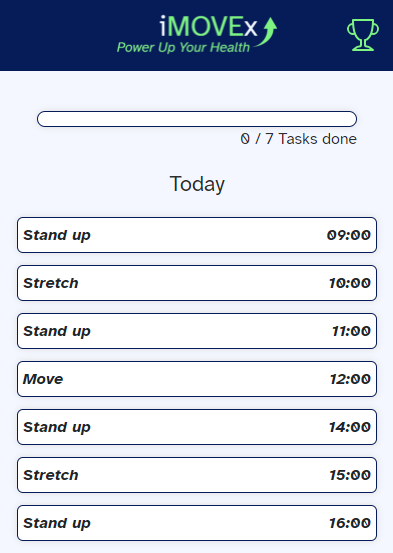 iMOVEx
Power Up Your Health
0 / 7 Tasks done
Today
Stand up 09:00
Stretch 10:00
Stand up 11:00
Move 12:00
Stand up 14:00
Stretch 15:00
Stand up 16:00